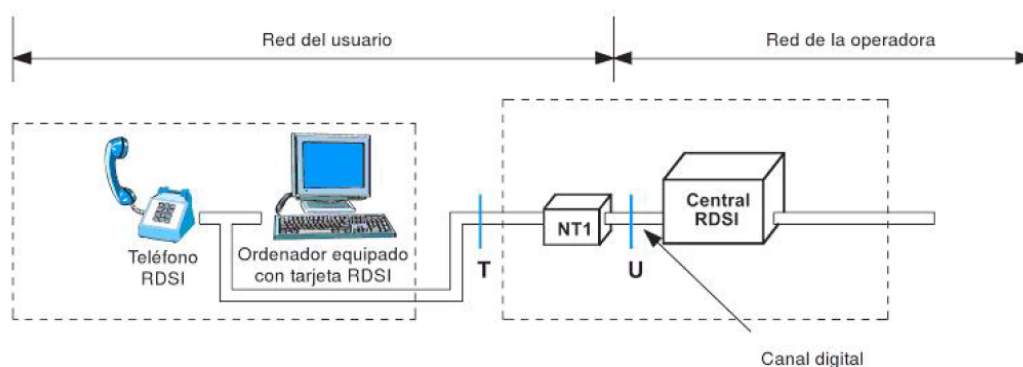 Red del usuario
Red de la operadora
Teléfono
RDSI
Ordenador equipado
con tarjeta RDSI
T
NT1
U
Central
RDSI
Canal digital